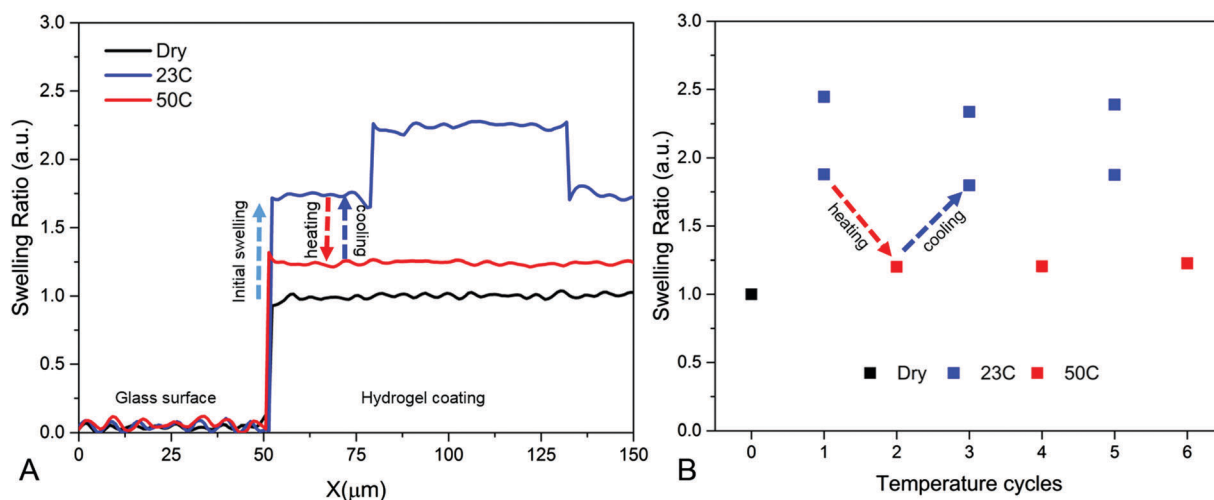 3.0
2.5
2.0
1.5
1.0
0.5
0.0
Swelling Ratio (a.u.)
Dry
23C
50C
Initial swelling
heating
cooling
Glass surface
Hydrogel coating
0 25 50 75 100 125 150
X(μm)
A
3.0
2.5
2.0
1.5
1.0
0.5
0.0
Swelling Ratio (a.u.)
heating
cooling
Dry 23C 50C
0 1 2 3 4 5 6
Temperature cycles
B